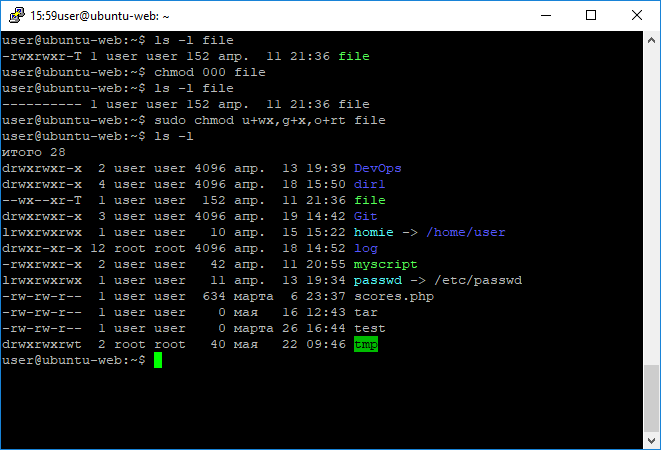 15:59user@ubuntu-web: ~
user@ubuntu-web:~$ ls -l file
-rwxrwxr-T 1 user user 152 апр.  11 21:36 file
user@ubuntu-web:~$ chmod 000 file
user@ubuntu-web:~$ ls -l file
---------- 1 user user 152 апр.  11 21:36 file
user@ubuntu-web:~$ sudo chmod u+wx,g+x,o+rt file
user@ubuntu-web:~$ ls -l
итого 28
drwxrwxr-x  2 user user 4096 апр.  13 19:39 DevOps
drwxrwxr-x  4 user user 4096 апр.  18 15:50 dir1
--wx--xr-T  1 user user  152 апр.  11 21:36 file
drwxrwxr-x  3 user user 4096 апр.  19 14:42 Git
lrwxrwxrwx  1 user user   10 апр.  15 15:22 homie -> /home/user
drwxr-xr-x 12 root root 4096 апр.  18 14:52 log
-rwxrwxr-x  2 user user   42 апр.  11 20:55 myscript
lrwxrwxrwx  1 user user   11 апр.  13 19:34 passwd -> /etc/passwd
-rw-rw-r--  1 user user  634 марта  6 23:37 scores.php
-rw-rw-r--  1 user user    0 мая   16 12:43 tar
-rw-rw-r--  1 user user    0 марта 26 16:44 test
drwxrwxrwt  2 root root   40 мая   22 09:46 tmp
user@ubuntu-web:~$